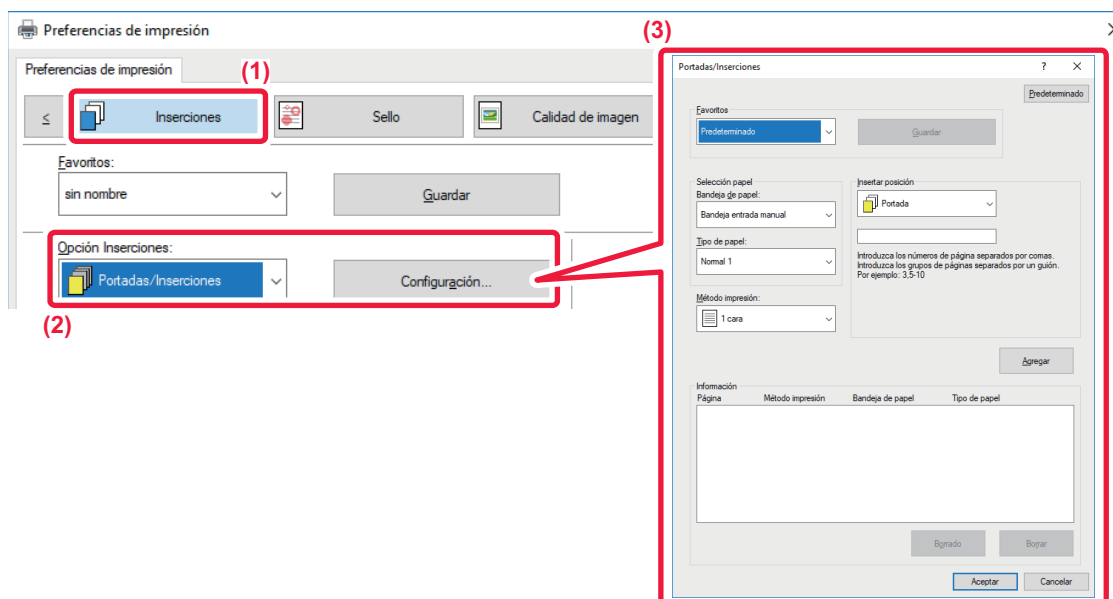 Preferencias de impresión
Preferencias de impresión
(1)
<
Inserciones
Sello
Calidad de imagen
Favoritos:
sin nombre
Guardar
Opción Inserciones:
Portadas/Inserciones
Configuración...
(2)
(3)
Portadas/Inserciones
?
Predeterminado
Favoritos
Predeterminado
Guardar
Selección papel
Bandeja de papel:
Bandeja entrada manual
Tipo de papel:
Normal 1
Método impresión:
1 cara
Insertar posición
Portada
Introduzca los números de página separados por comas.
Introduzca los grupos de páginas separados por un guión.
Por ejemplo: 3,5-10
Agregar
Información
Página Método impresión Bandeja de papel Tipo de papel
Borrado Borrar
Aceptar Cancelar